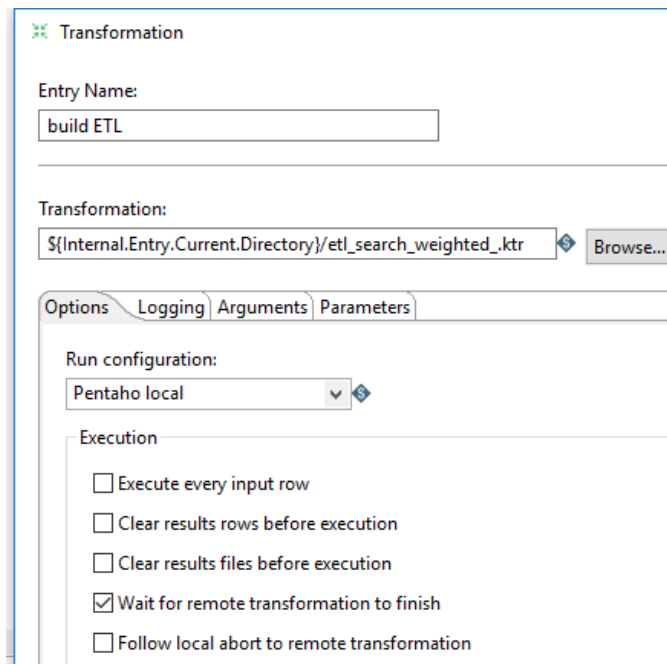 Transformation
Entry Name:
build ETL
Transformation:
${Internal.Entry.Current.Directory}/etl_search_weighted_.ktr
Browse...
Options Logging Arguments Parameters
Run configuration:
Pentaho local
Execution
Execute every input row
Clear results rows before execution
Clear results files before execution
Wait for remote transformation to finish
Follow local abort to remote transformation